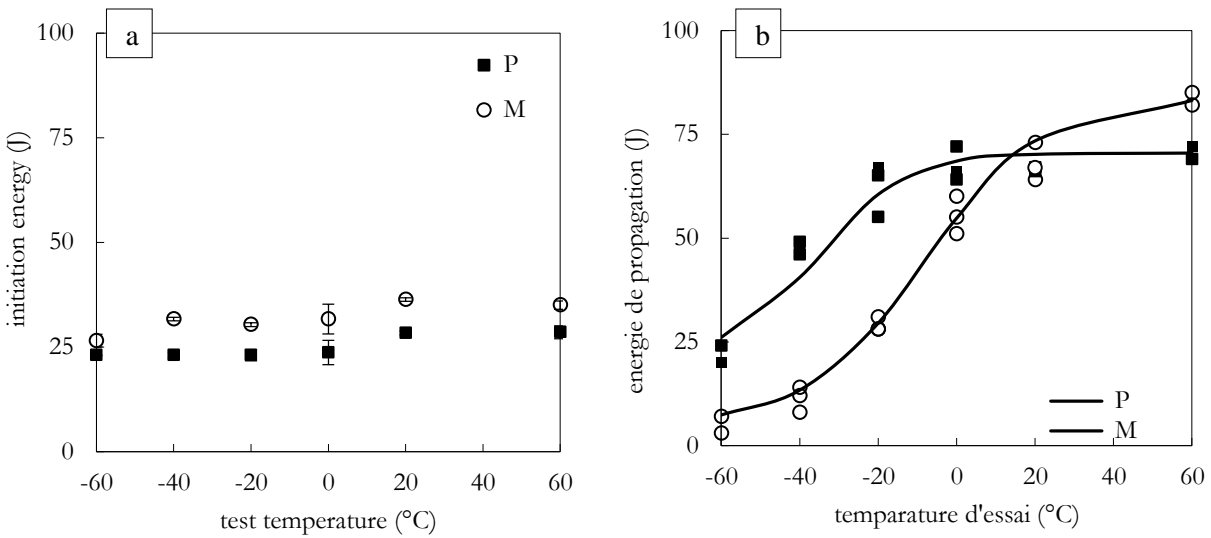 a
100
75
50
25
0
initiation energy (J)
P
M
-60 -40 -20 0 20 40 60
test temperature (°C)
b
100
75
50
25
0
energie de propagation (J)
P
M
-60 -40 -20 0 20 40 60
temparature d'essai (°C)